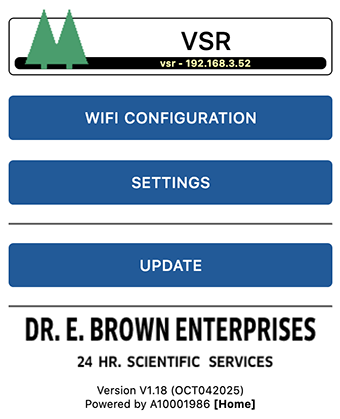 VSR
vsr - 192.168.3.52
WIFI CONFIGURATION
SETTINGS
UPDATE
DR. E. BROWN ENTERPRISES
24 HR. SCIENTIFIC SERVICES
Version V1.18 (OCT042025)
Powered by A10001986 [Home]